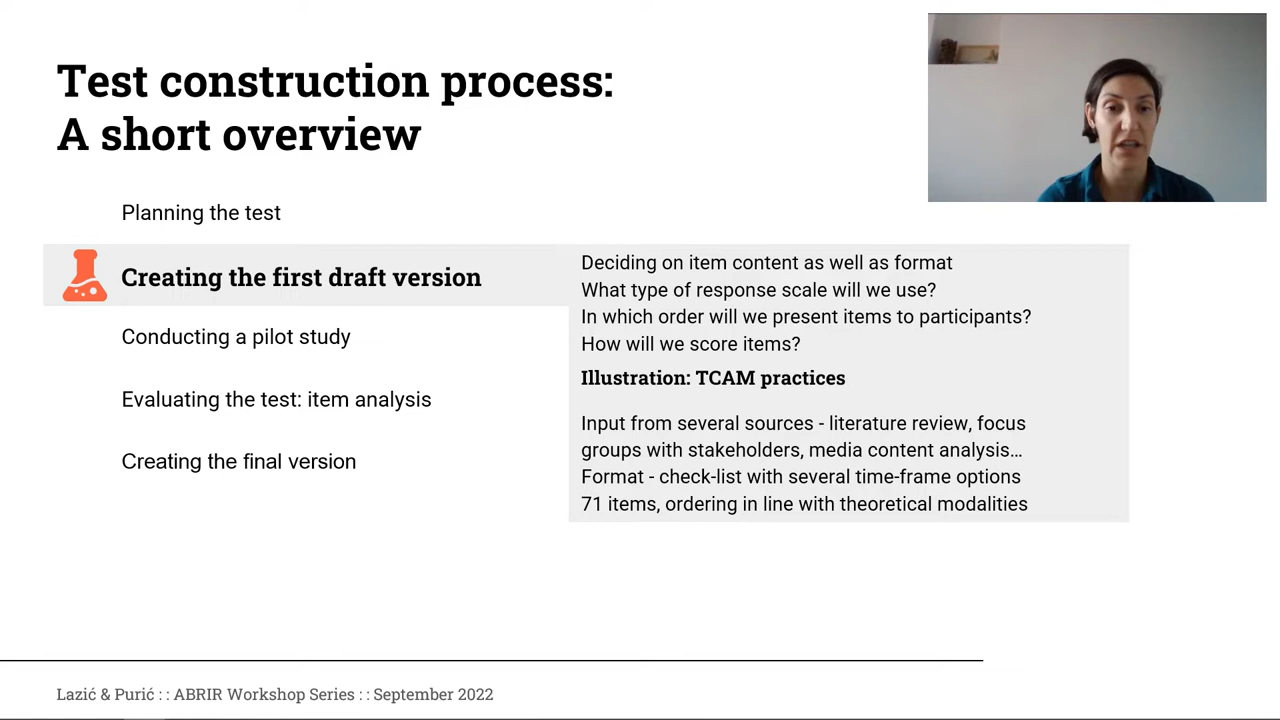 Test construction process:
A short overview
Planning the test
Creating the first draft version
Conducting a pilot study
Evaluating the test: item analysis
Creating the final version
Deciding on item content as well as format
What type of response scale will we use?
In which order will we present items to participants?
How will we score items?
Illustration: TCAM practices
Input from several sources - literature review, focus
groups with stakeholders, media content analysis...
Format - check-list with several time-frame options
71 items, ordering in line with theoretical modalities
Lazić & Purić : : ABRIR Workshop Series : : September 2022